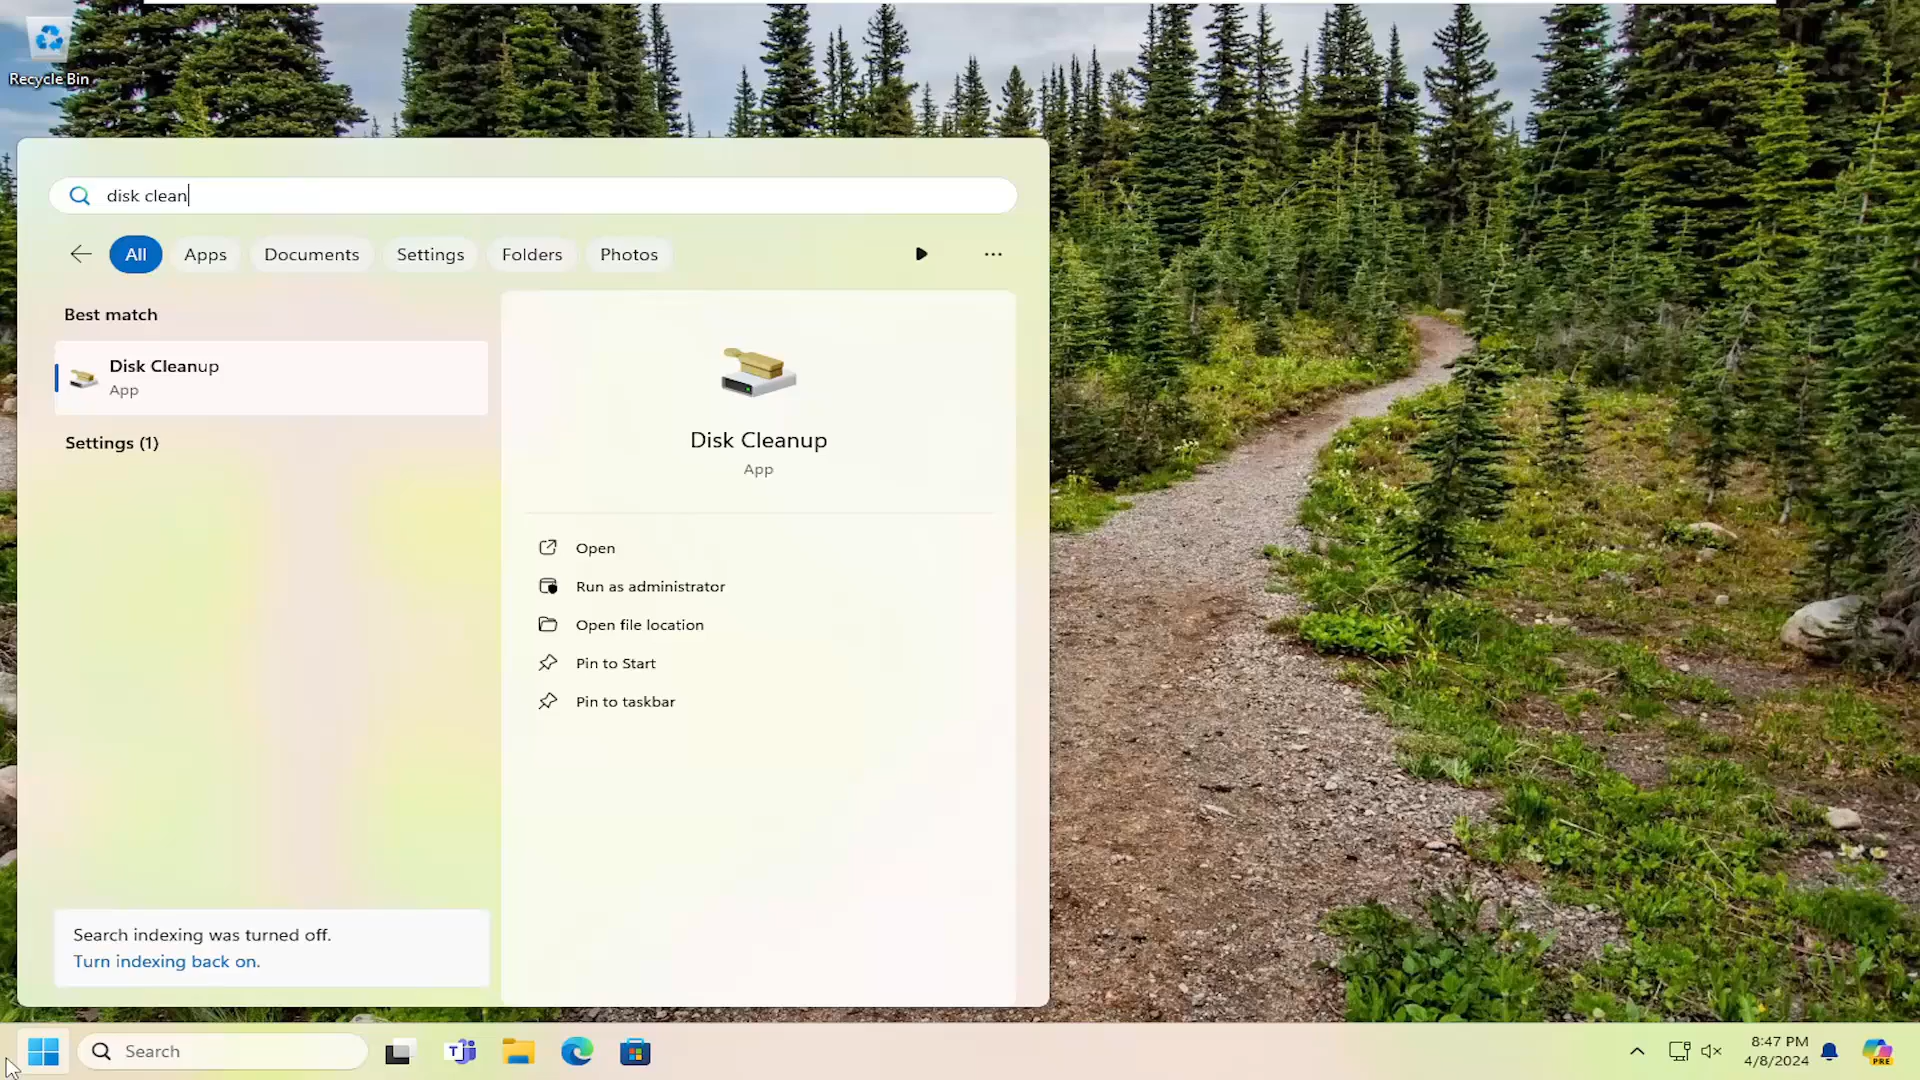 Recycle Bin
disk clean
All
Apps
Documents
Settings
Folders
Photos
Best match
Disk Cleanup
App
Settings (1)
Disk Cleanup
App
Open
Run as administrator
Open file location
Pin to Start
Pin to taskbar
Search indexing was turned off.
Turn indexing back on.
Search
T
8:47 PM
4/8/2024
PRE